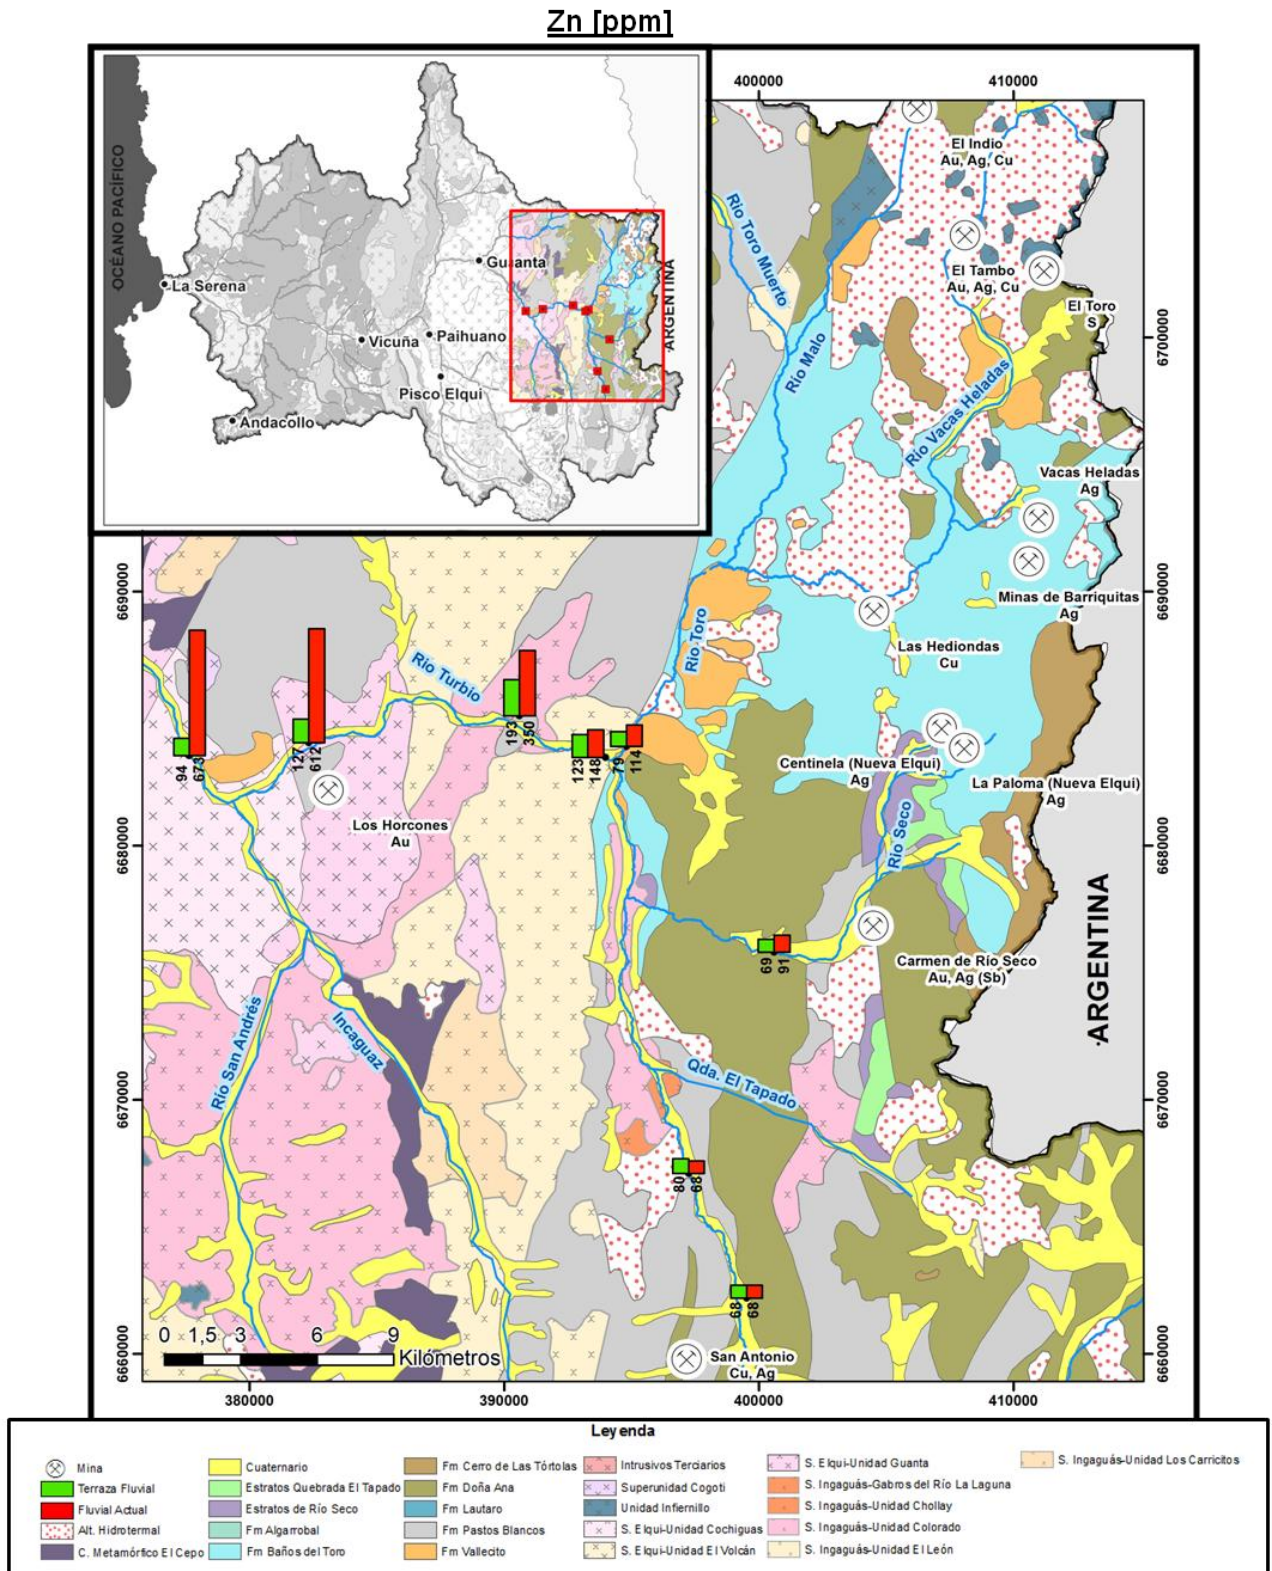 Zn [ppm]
400000
410000
OCÉANO PACÍFICO
La Serena
Guanta
Vicuña
Paihuano
Pisco Elqui
Andacollo
ARGENTINA
El Indio
Au, Ag, Cu
Río Toro Muerto
El Tambo
Au, Ag, Cu
El Toro
S
6700000
Río Malo
Río Vacas Heladas
Vacas Heladas
Ag
6690000
6690000
Minas de Barriquitas
Ag
Las Hediondas
Cu
Río Toro
Río Turbio
94
673
127
612
193
350
123
148
79
114
Centinela (Nueva Elqui)
Ag
La Paloma (Nueva Elqui)
Ag
Los Horcones
Au
Río Seco
6680000
6680000
ARGENTINA
69
91
Carmen de Río Seco
Au, Ag (Sb)
Río San Andrés
Incaguaz
Qda. El Tapado
6670000
6670000
80
68
68
68
0 1,5 3 6 9
Kilómetros
San Antonio
Cu, Ag
6660000
6660000
380000
390000
400000
410000
Leyenda
Mina
Terraza Fluvial
Fluvial Actual
Alt. Hidrotermal
C. Metamórfico El Cepo
Cuaternario
Estratos Quebrada El Tapado
Estratos de Río Seco
Fm Algarrobal
Fm Baños del Toro
Fm Cerro de Las Tórtolas
Fm Doña Ana
Fm Lautaro
Fm Pastos Blancos
Fm Vallecito
Intrusivos Terciarios
Superunidad Cogoti
Unidad Infiernillo
S. Elqui-Unidad Cochiguas
S. Elqui-Unidad El Volcán
S. Elqui-Unidad Guanta
S. Ingaguás-Gabros del Río La Laguna
S. Ingaguás-Unidad Chollay
S. Ingaguás-Unidad Colorado
S. Ingaguás-Unidad El León
S. Ingaguás-Unidad Los Carricitos